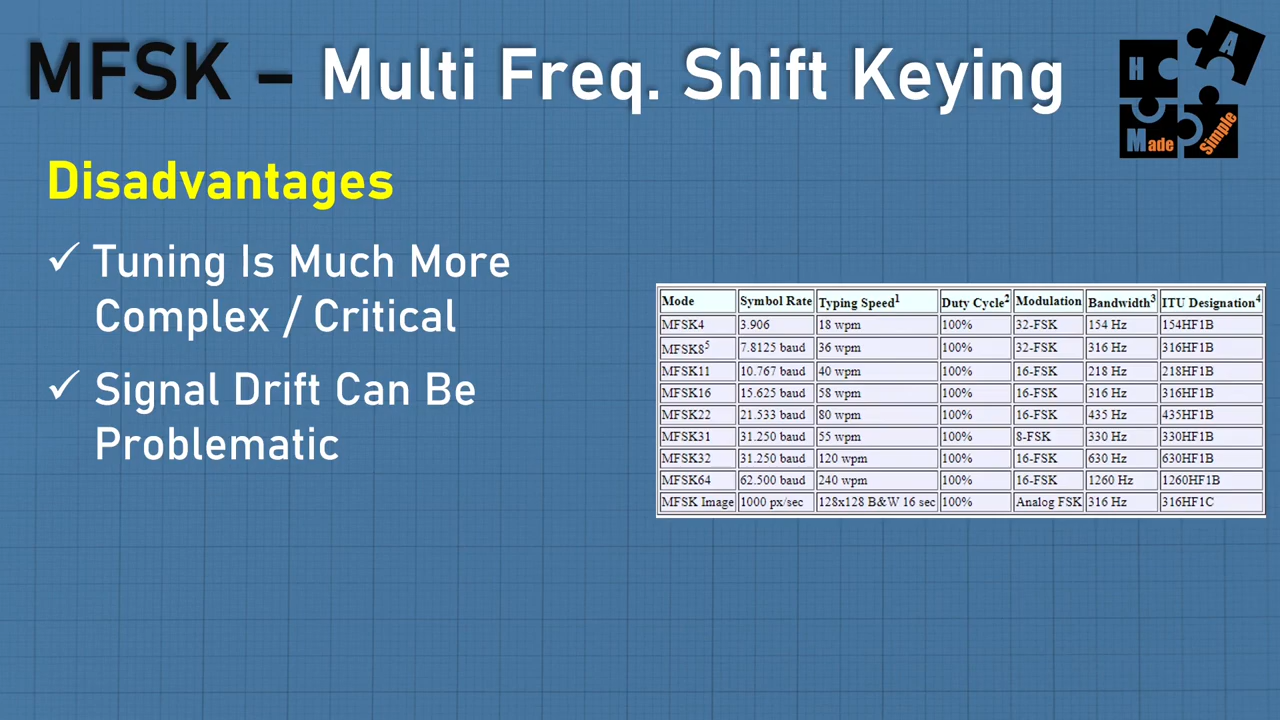 MFSK – Multi Freq. Shift Keying
H A Made Simple
Disadvantages
✓ Tuning Is Much More
Complex / Critical
✓ Signal Drift Can Be
Problematic
Mode Symbol Rate Typing Speed1 Duty Cycle2 Modulation Bandwidth3 ITU Designation4
MFSK4 3.906 18 wpm 100% 32-FSK 154 Hz 154HF1B
MFSK85 7.8125 baud 36 wpm 100% 32-FSK 316 Hz 316HF1B
MFSK11 10.767 baud 40 wpm 100% 16-FSK 218 Hz 218HF1B
MFSK16 15.625 baud 58 wpm 100% 16-FSK 316 Hz 316HF1B
MFSK22 21.533 baud 80 wpm 100% 16-FSK 435 Hz 435HF1B
MFSK31 31.250 baud 55 wpm 100% 8-FSK 330 Hz 330HF1B
MFSK32 31.250 baud 120 wpm 100% 16-FSK 630 Hz 630HF1B
MFSK64 62.500 baud 240 wpm 100% 16-FSK 1260 Hz 1260HF1B
MFSK Image 1000 px/sec 128x128 B&W 16 sec 100% Analog FSK 316 Hz 316HF1C